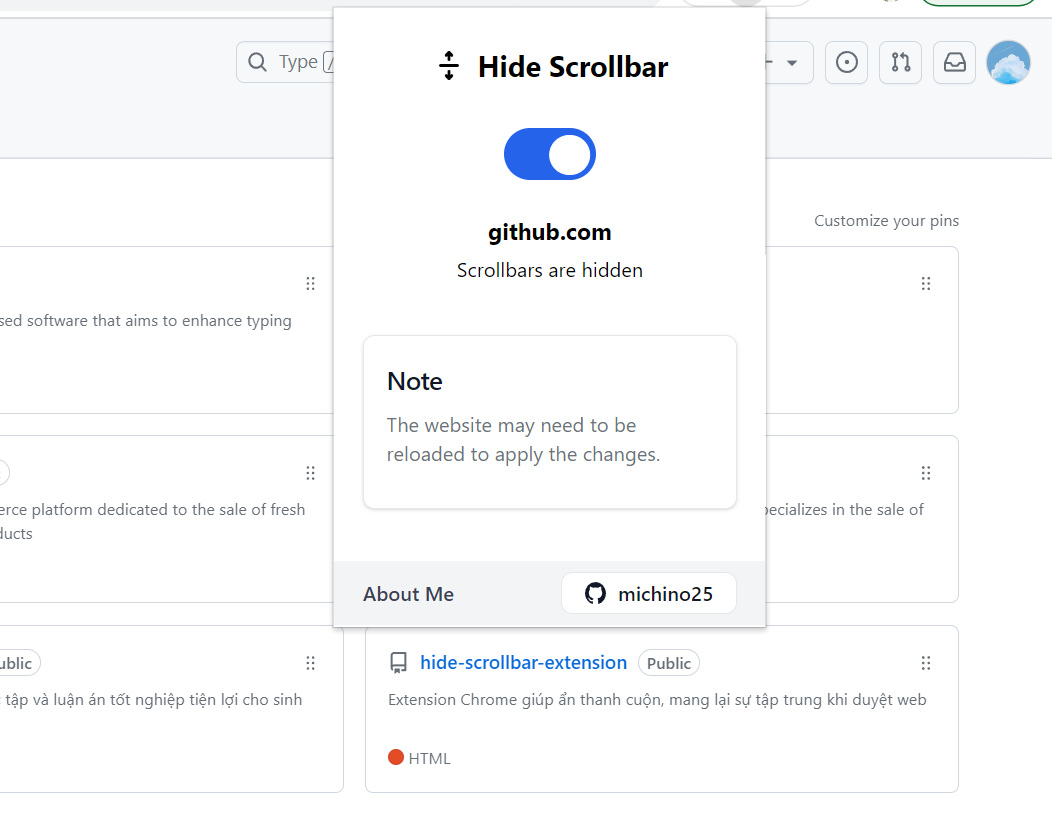 Type /
Hide Scrollbar
github.com
Scrollbars are hidden
Customize your pins
sed software that aims to enhance typing
Note
The website may need to be
reloaded to apply the changes.
erce platform dedicated to the sale of fresh
ducts
pecializes in the sale of
About Me
michino25
ublic
tập và luận án tốt nghiệp tiện lợi cho sinh
hide-scrollbar-extension
Public
Extension Chrome giúp ẩn thanh cuộn, mang lại sự tập trung khi duyệt web
HTML